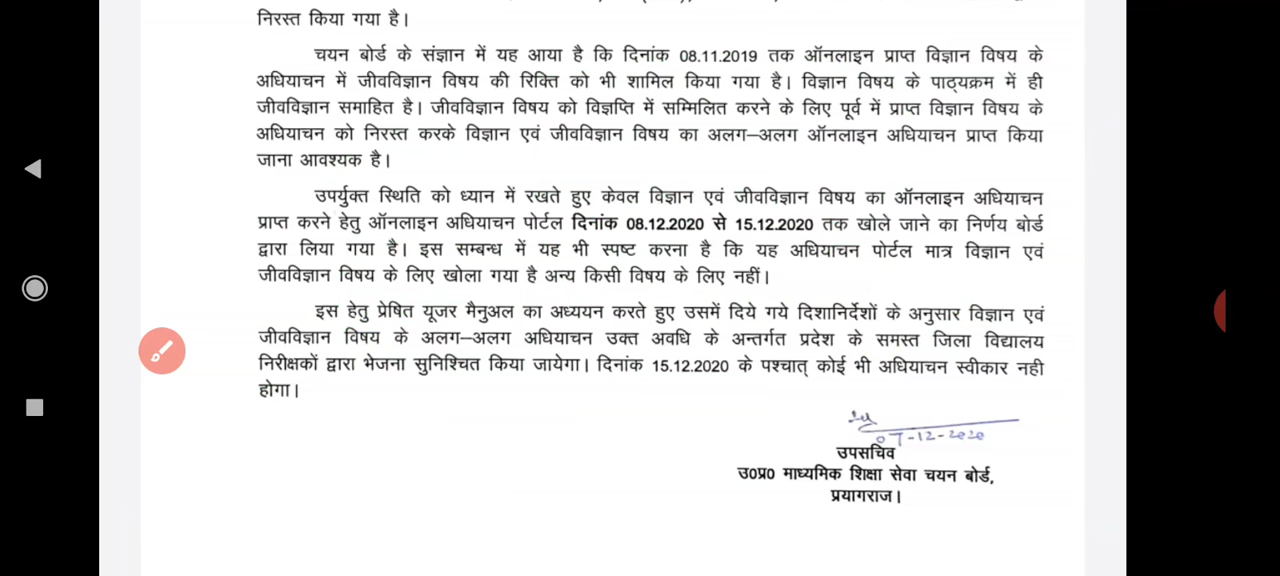 निरस्त किया गया है।
चयन बोर्ड के संज्ञान में यह आया है कि दिनांक 08.11.2019 तक ऑनलाइन प्राप्त विज्ञान विषय के
अधियाचन में जीवविज्ञान विषय की रिक्ति को भी शामिल किया गया है। विज्ञान विषय के पाठ्यक्रम में ही
जीवविज्ञान समाहित है। जीवविज्ञान विषय को विज्ञप्ति में सम्मिलित करने के लिए पूर्व में प्राप्त विज्ञान विषय के
अधियाचन को निरस्त करके विज्ञान एवं जीवविज्ञान विषय का अलग–अलग ऑनलाइन अधियाचन प्राप्त किया
जाना आवश्यक है।
उपर्युक्त स्थिति को ध्यान में रखते हुए केवल विज्ञान एवं जीवविज्ञान विषय का ऑनलाइन अधियाचन
प्राप्त करने हेतु ऑनलाइन अधियाचन पोर्टल दिनांक 08.12.2020 से 15.12.2020 तक खोले जाने का निर्णय बोर्ड
द्वारा लिया गया है। इस सम्बन्ध में यह भी स्पष्ट करना है कि यह अधियाचन पोर्टल मात्र विज्ञान एवं
जीवविज्ञान विषय के लिए खोला गया है अन्य किसी विषय के लिए नहीं।
इस हेतु प्रेषित यूजर मैनुअल का अध्ययन करते हुए उसमें दिये गये दिशानिर्देशों के अनुसार विज्ञान एवं
जीवविज्ञान विषय के अलग–अलग अधियाचन उक्त अवधि के अन्तर्गत प्रदेश के समस्त जिला विद्यालय
निरीक्षकों द्वारा भेजना सुनिश्चित किया जायेगा। दिनांक 15.12.2020 के पश्चात् कोई भी अधियाचन स्वीकार नही
होगा।
07-12-2020
उपसचिव
उ0प्र0 माध्यमिक शिक्षा सेवा चयन बोर्ड,
प्रयागराज।